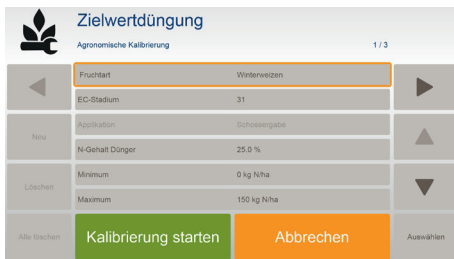 Zielwertdüngung
Agronomische Kalibrierung 1 / 3
Fruchtart Winterweizen
EC-Stadium 31
Applikation Schossergabe
Neu
N-Gehalt Dünger 25.0 %
Minimum 0 kg N/ha
Löschen
Maximum 150 kg N/ha
Alle löschen Kalibrierung starten Abbrechen Auswählen